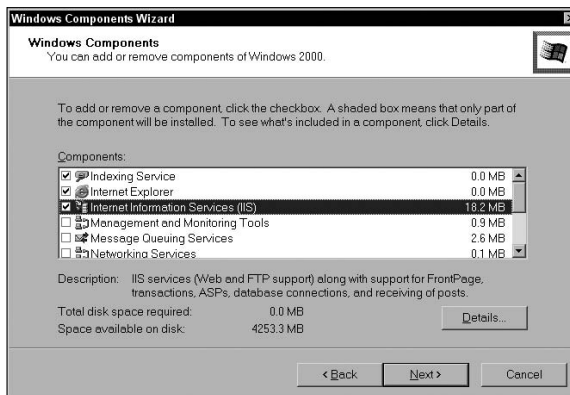 Windows Components Wizard
Windows Components
You can add or remove components of Windows 2000.
To add or remove a component, click the checkbox. A shaded box means that only part of
the component will be installed. To see what's included in a component, click Details.
Components:
Indexing Service 0.0 MB
Internet Explorer 0.0 MB
Internet Information Services (IIS) 18.2 MB
Management and Monitoring Tools 0.9 MB
Message Queuing Services 2.6 MB
Networking Services 0.1 MB
Description: IIS services (Web and FTP support) along with support for FrontPage,
transactions, ASPs, database connections, and receiving of posts.
Total disk space required: 0.0 MB
Space available on disk: 4253.3 MB
Details...
< Back Next > Cancel